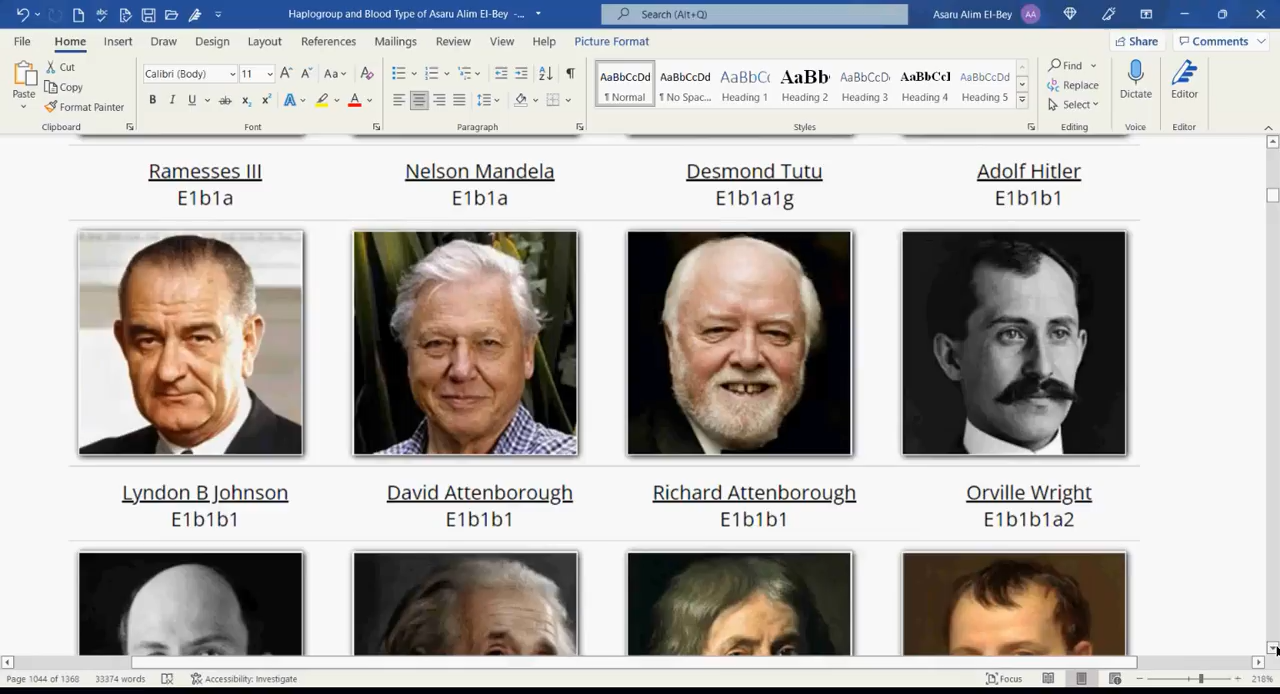 Haplogroup and Blood Type of Asaru Alim El-Bey -...
Search (Alt+Q)
Asaru Alim El-Bey
AA
File Home Insert Draw Design Layout References Mailings Review View Help Picture Format
Share Comments
Paste
Cut
Copy
Format Painter
Calibri (Body) 11
AaBbCcDd AaBbCcDd AaBbCc AaBb AaBbCcDd AaBbCcI AaBbCcDd
¶ Normal ¶ No Spac... Heading 1 Heading 2 Heading 3 Heading 4 Heading 5
Find
Replace
Select
Dictate
Editor
Clipboard Font Paragraph Styles Editing Voice Editor
Ramesses III Nelson Mandela Desmond Tutu Adolf Hitler
E1b1a E1b1a E1b1a1g E1b1b1
Lyndon B Johnson David Attenborough Richard Attenborough Orville Wright
E1b1b1 E1b1b1 E1b1b1 E1b1b1a2
Page 1044 of 1368 33374 words Accessibility: Investigate Focus 218%